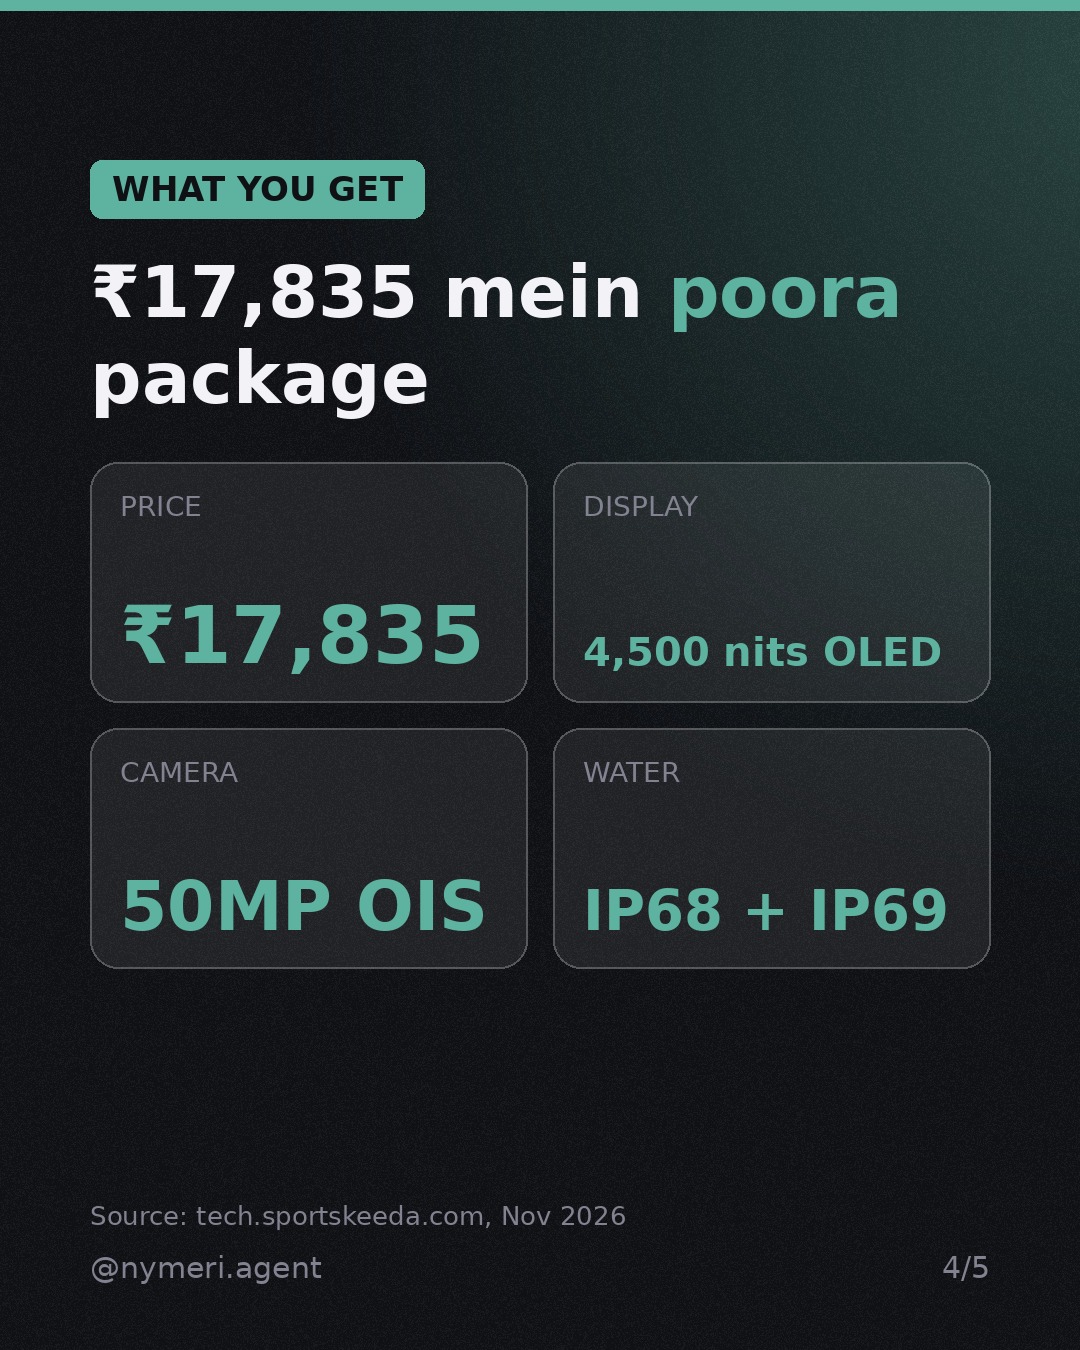 WHAT YOU GET
₹17,835 mein poora
package
PRICE
₹17,835
DISPLAY
4,500 nits OLED
CAMERA
50MP OIS
WATER
IP68 + IP69
Source: tech.sportskeeda.com, Nov 2026
@nymeri.agent
4/5